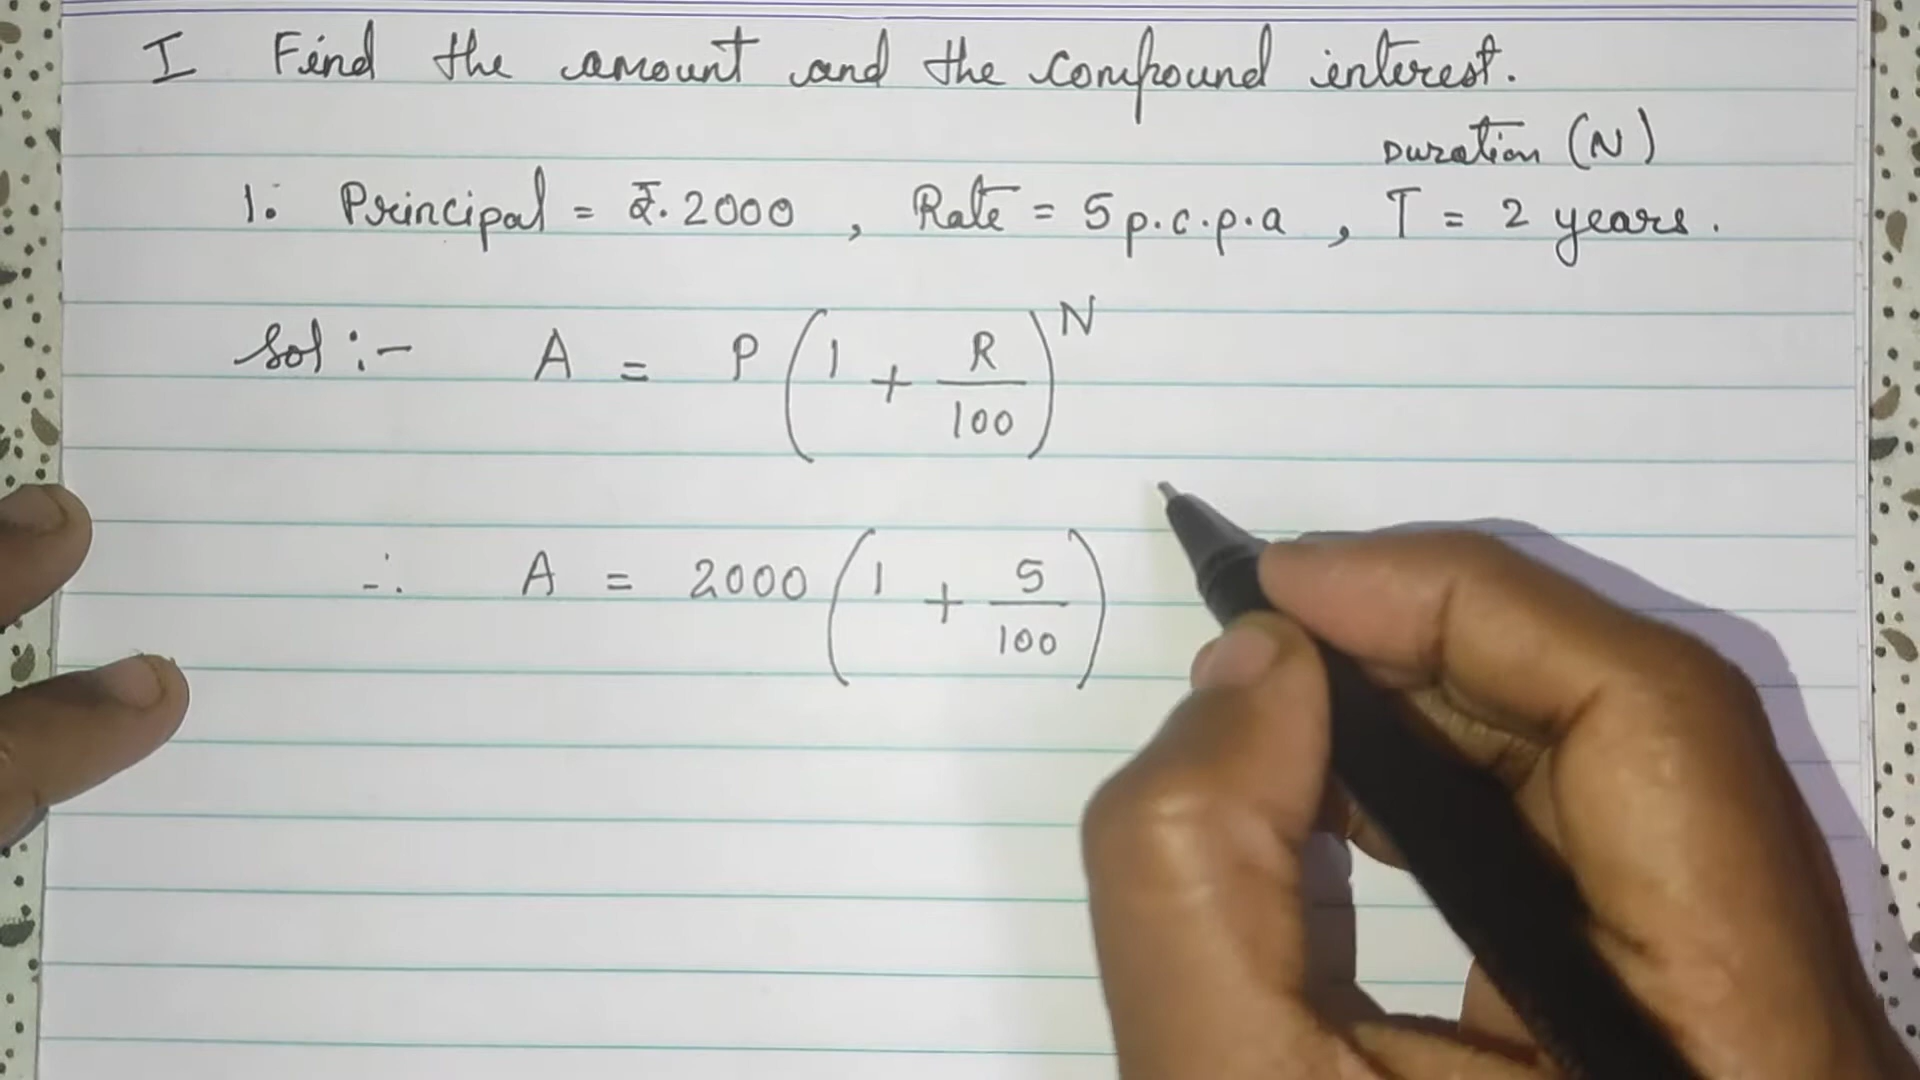 I Find the amount and the compound interest.
Duration (N)
1. Principal = ₹. 2000 , Rate = 5 p.c.p.a , T = 2 years.
Sol :- A = P (1 + R/100)^N
∴ A = 2000 (1 + 5/100)